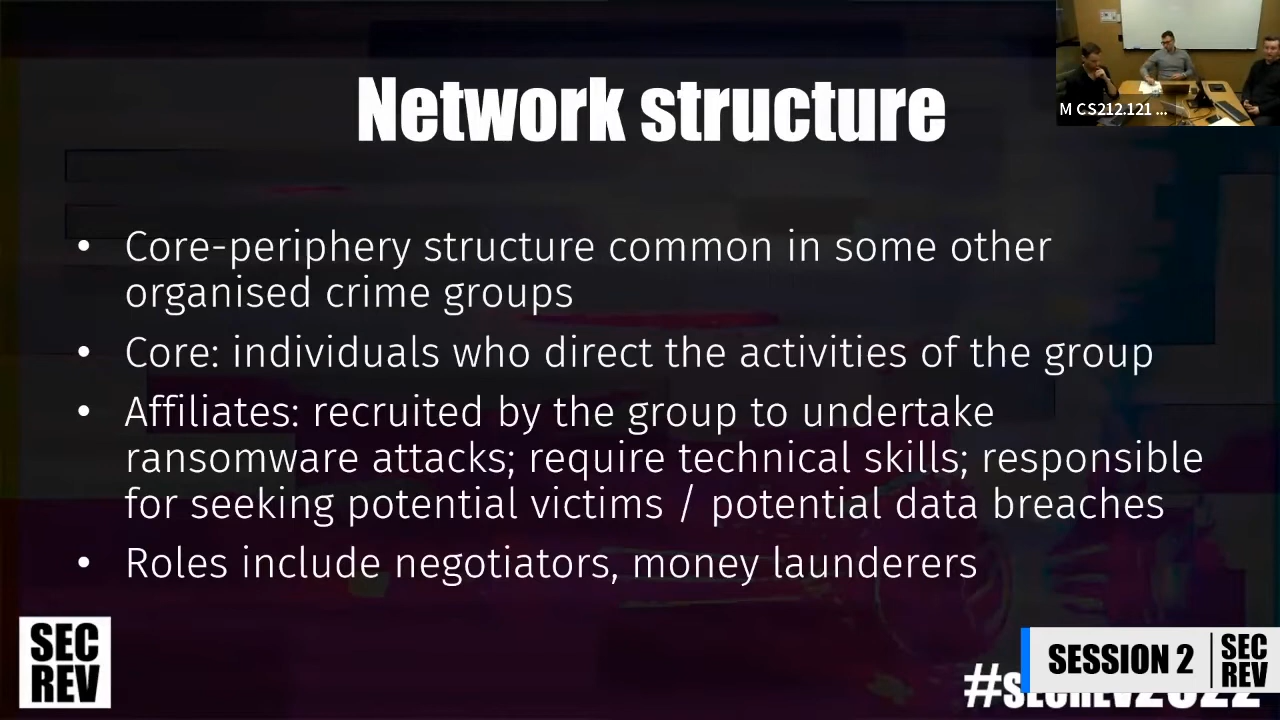 M CS212.121 ...
Network structure
• Core-periphery structure common in some other
organised crime groups
• Core: individuals who direct the activities of the group
• Affiliates: recruited by the group to undertake
ransomware attacks; require technical skills; responsible
for seeking potential victims / potential data breaches
• Roles include negotiators, money launderers
SEC
REV
SESSION 2
SEC
REV
#SECREV2022